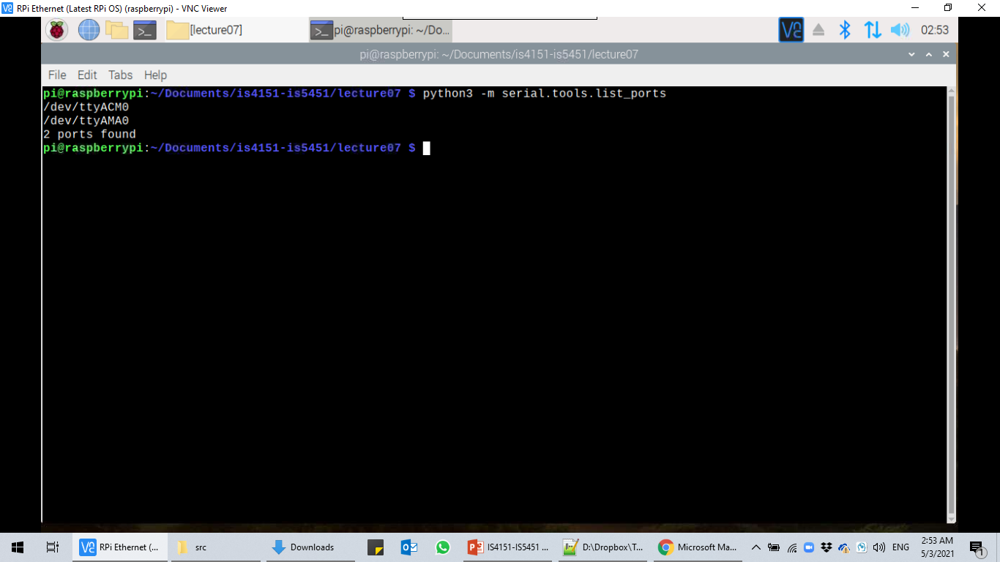 RPi Ethernet (Latest RPi OS) (raspberrypi) - VNC Viewer
[lecture07]
pi@raspberrypi: ~/Do...
02:53
pi@raspberrypi: ~/Documents/is4151-is5451/lecture07
File Edit Tabs Help
pi@raspberrypi:~/Documents/is4151-is5451/lecture07 $ python3 -m serial.tools.list_ports
/dev/ttyACM0
/dev/ttyAMA0
2 ports found
pi@raspberrypi:~/Documents/is4151-is5451/lecture07 $
RPi Ethernet (...
src
Downloads
IS4151-IS5451 ...
D:\Dropbox\T...
Microsoft Ma...
ENG
2:53 AM
5/3/2021
1